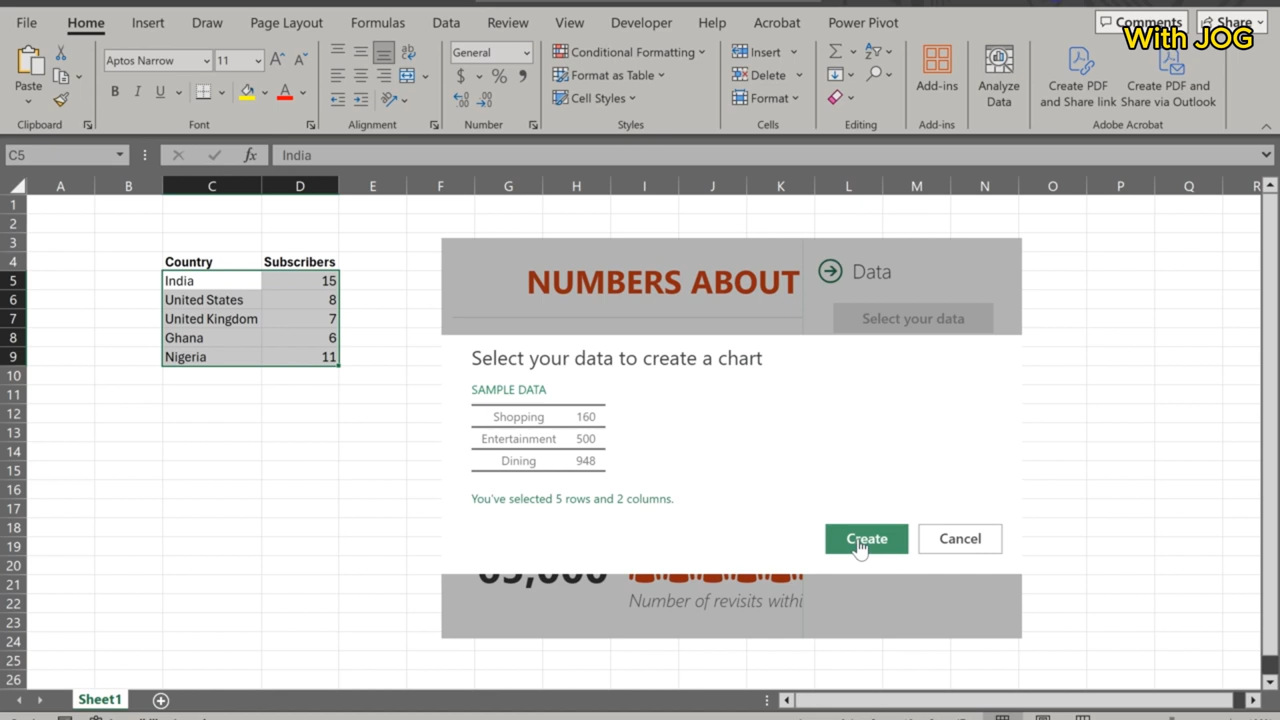 File Home Insert Draw Page Layout Formulas Data Review View Developer Help Acrobat Power Pivot Comments Share
With JOG
Paste
Clipboard
Aptos Narrow 11
B I U
Font
Alignment
General
$ % ,
Number
Conditional Formatting
Format as Table
Cell Styles
Styles
Insert
Delete
Format
Cells
Editing
Add-ins
Add-ins
Analyze
Data
Create PDF
and Share link
Create PDF and
Share via Outlook
Adobe Acrobat
C5 fx India
A B C D E F G H I J K L M N O P Q R
1
2
3
4 Country Subscribers
5 India 15
6 United States 8
7 United Kingdom 7
8 Ghana 6
9 Nigeria 11
10
11
12
13
14
15
16
17
18
19
20
21
22
23
24
25
26
NUMBERS ABOUT
Data
Select your data
Select your data to create a chart
SAMPLE DATA
Shopping 160
Entertainment 500
Dining 948
You've selected 5 rows and 2 columns.
Create Cancel
Number of revisits withi
Sheet1